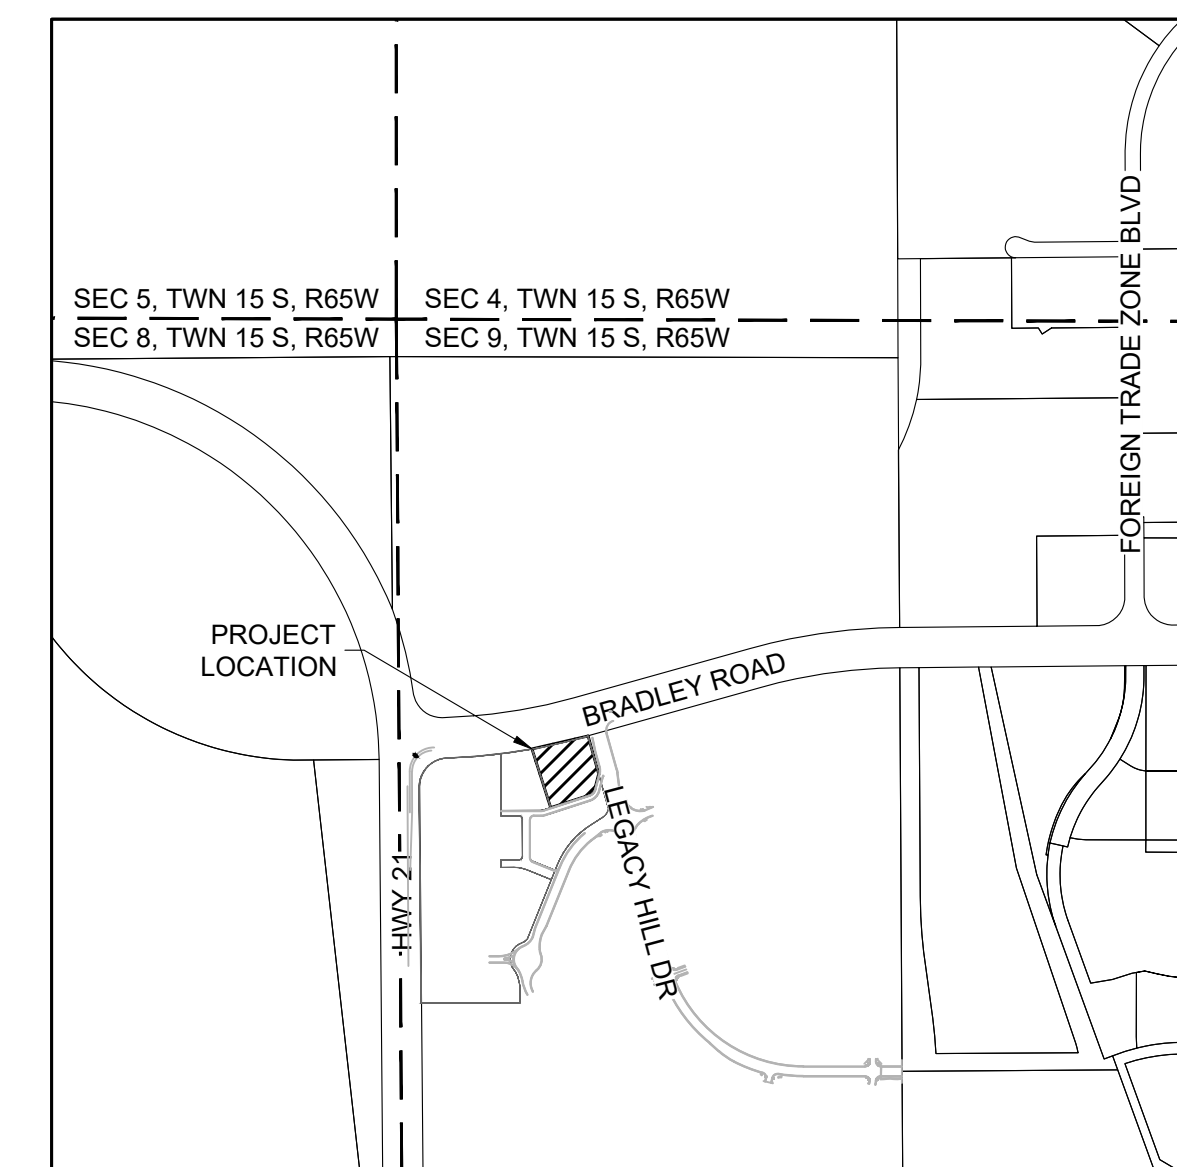 FOREIGN TRADE ZONE BLVD
SEC 5, TWN 15 S, R65W
SEC 4, TWN 15 S, R65W
SEC 8, TWN 15 S, R65W
SEC 9, TWN 15 S, R65W
PROJECT
LOCATION
BRADLEY ROAD
LEGACY HILL DR
HWY 21